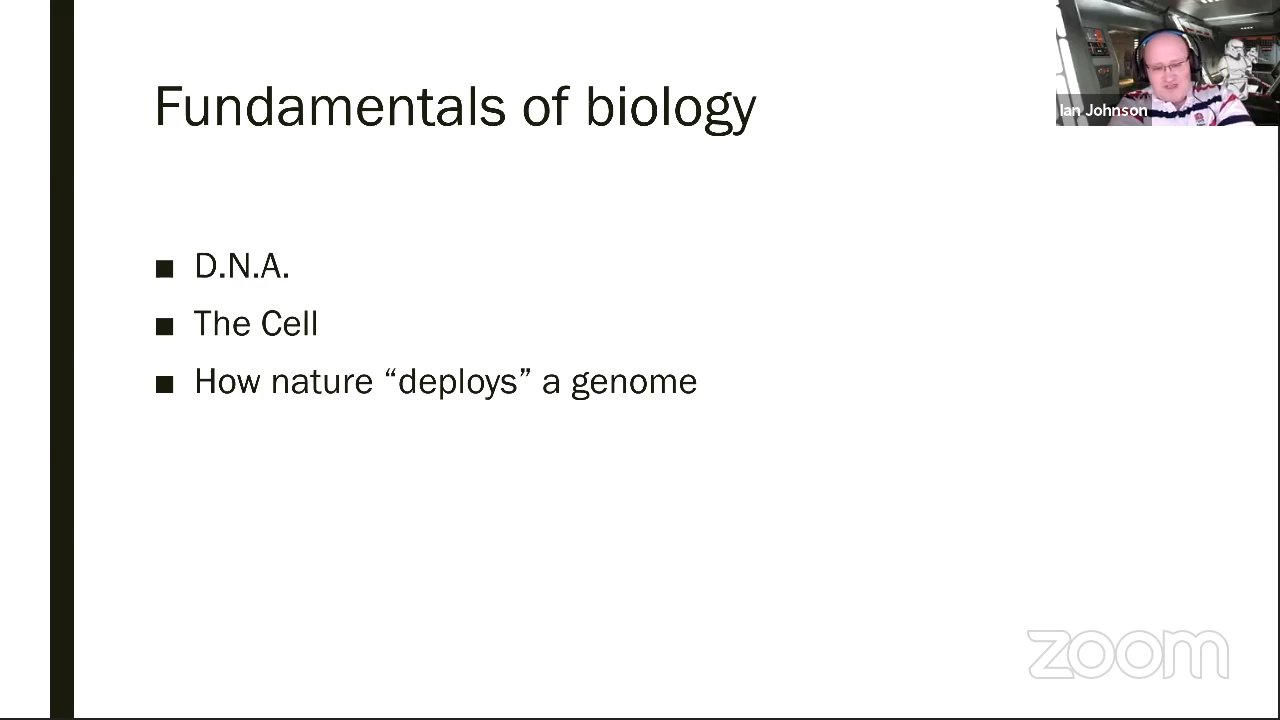 Fundamentals of biology
Ian Johnson
■ D.N.A.
■ The Cell
■ How nature “deploys” a genome
zoom